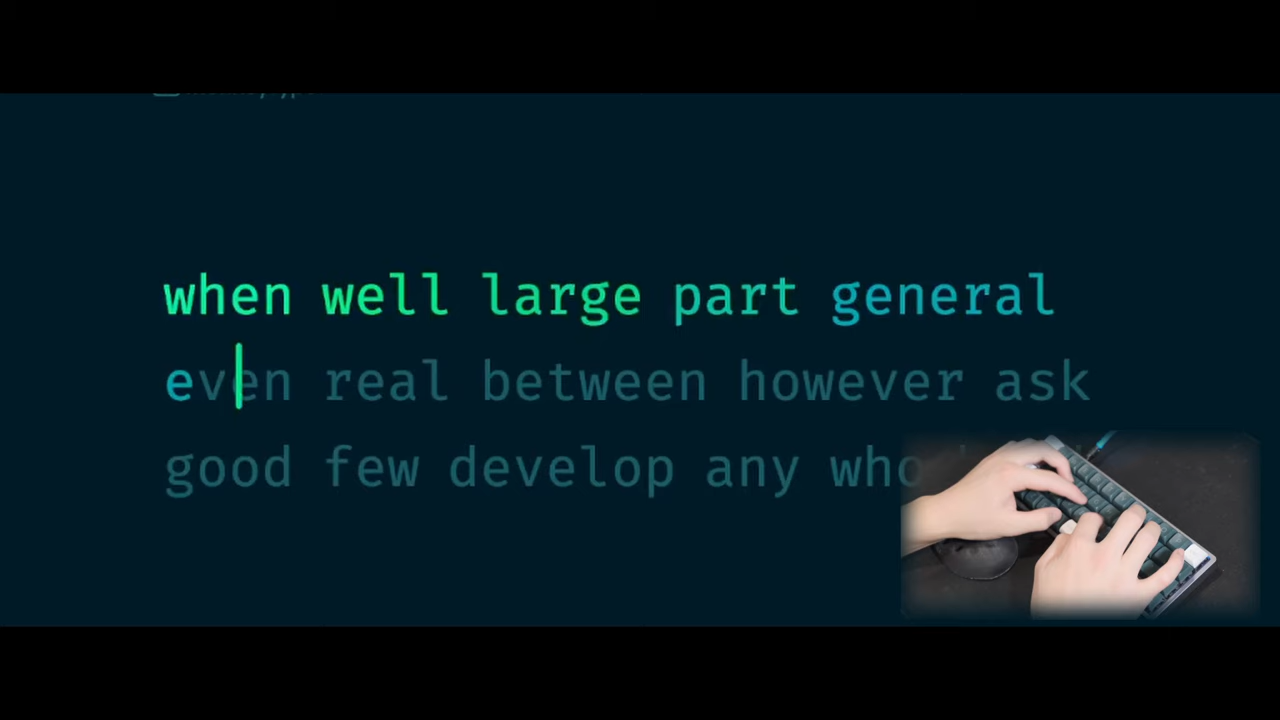 when well large part general
even real between however ask
good few develop any who